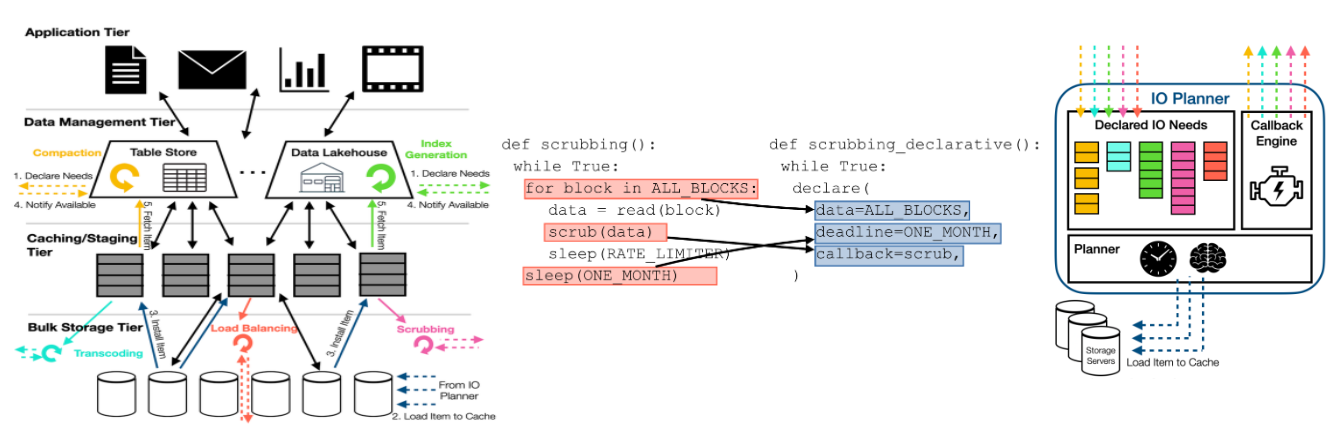 Application Tier
Data Management Tier
Compaction
Table Store
...
Data Lakehouse
Index
Generation
1. Declare Needs
4. Notify Available
1. Declare Needs
4. Notify Available
5. Fetch Item
5. Fetch Item
Caching/Staging
Tier
Bulk Storage Tier
3. Install Item
Load Balancing
3. Install Item
Scrubbing
Transcoding
From IO
Planner
2. Load Item to Cache
def scrubbing():
while True:
for block in ALL_BLOCKS:
data = read(block)
scrub(data)
sleep(RATE_LIMITER)
sleep(ONE_MONTH)
def scrubbing_declarative():
while True:
declare(
data=ALL_BLOCKS,
deadline=ONE_MONTH,
callback=scrub,
)
IO Planner
Declared IO Needs
Callback
Engine
Planner
Storage
Servers
Load Item to Cache